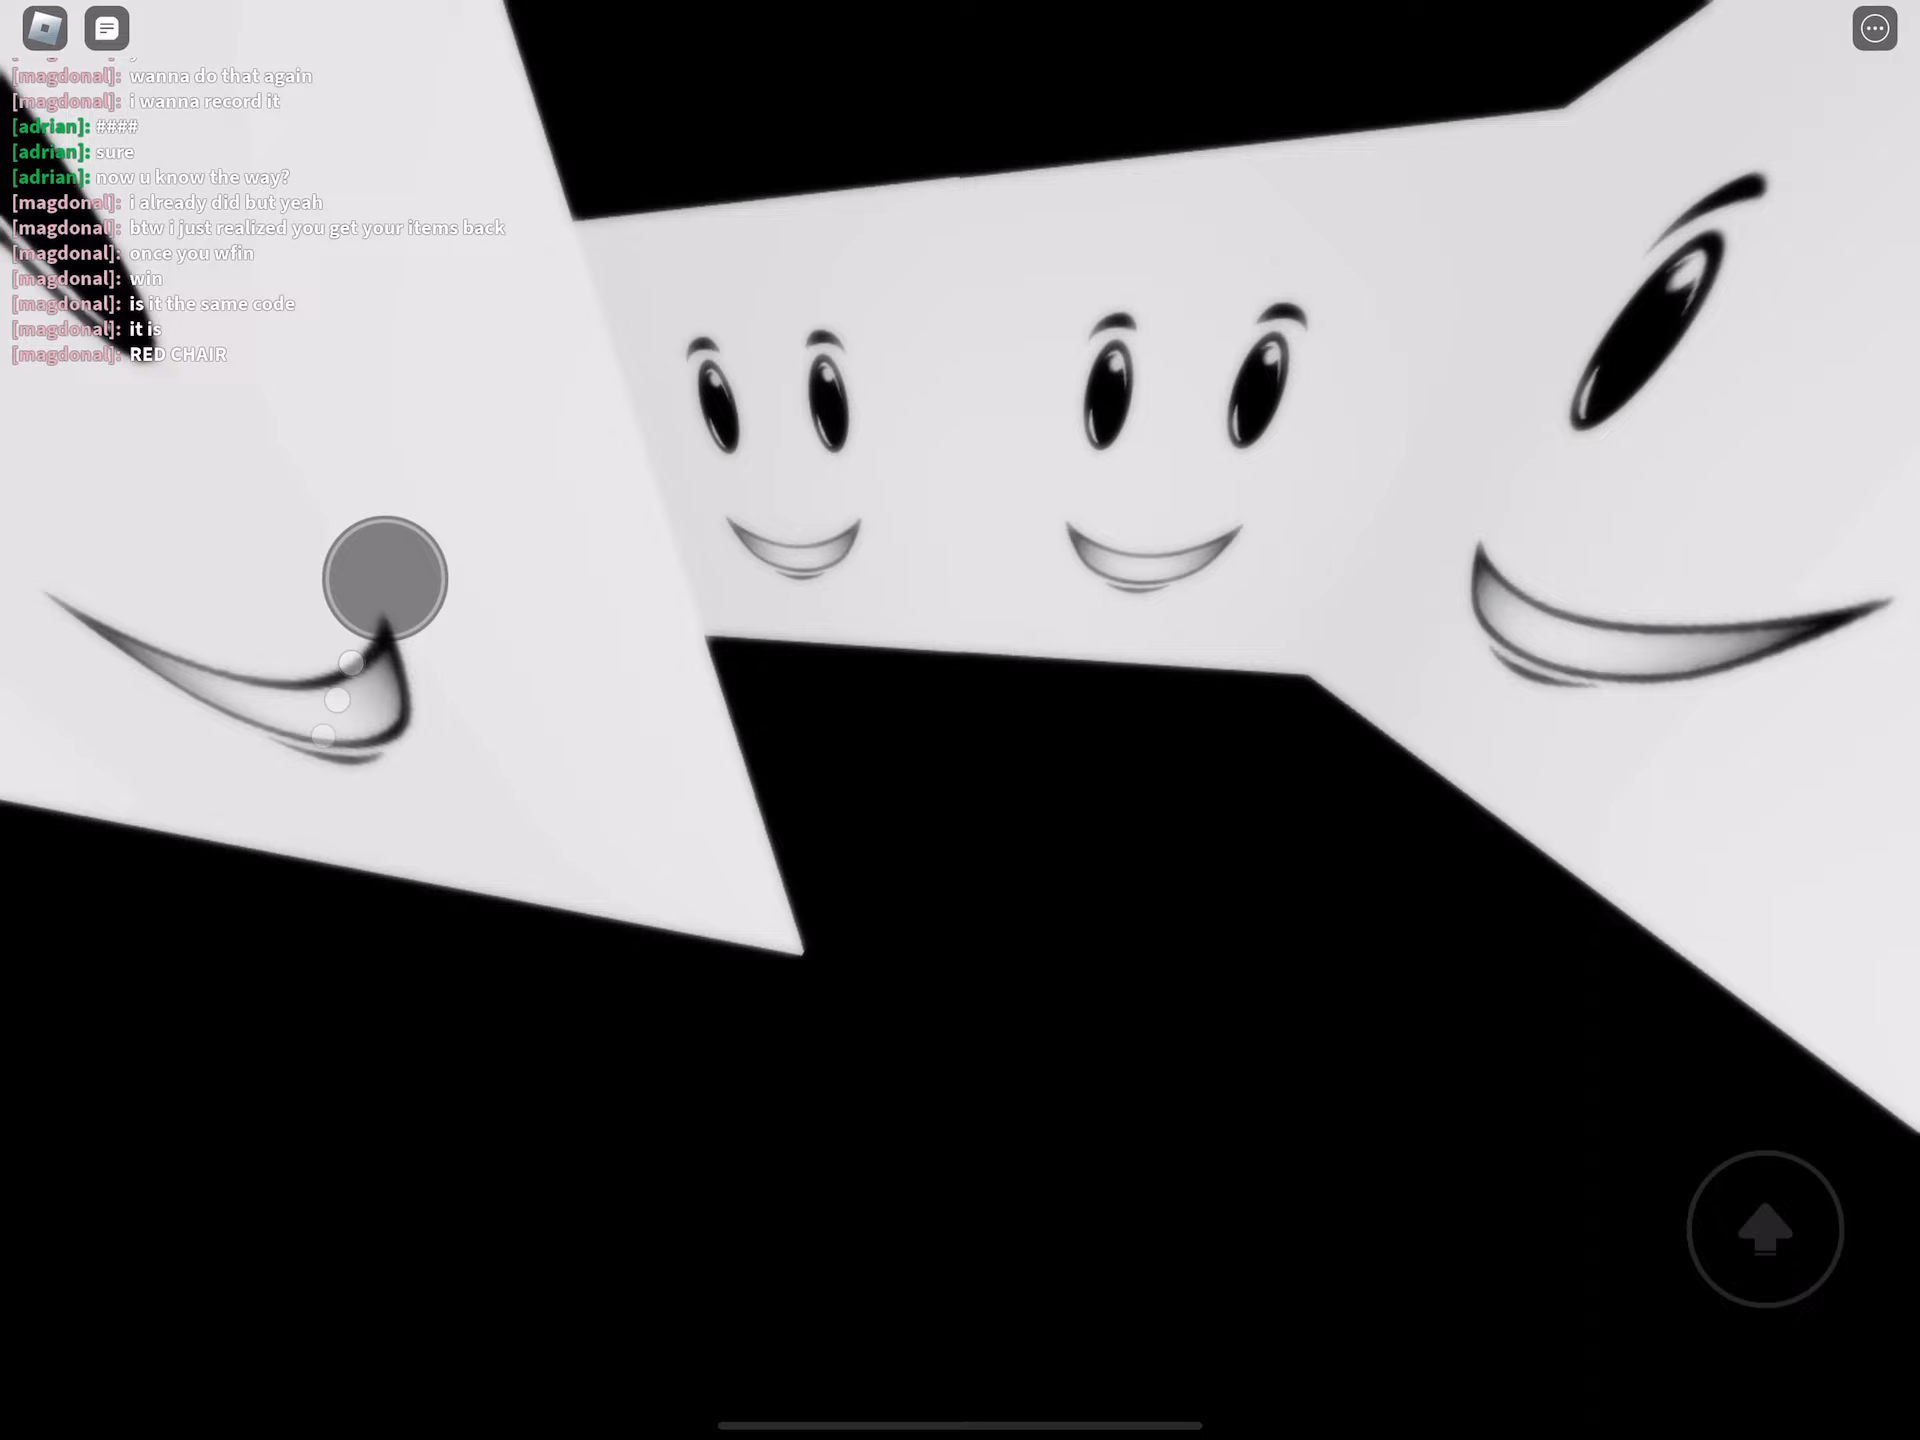 [magdonal]: wanna do that again
[magdonal]: i wanna record it
[adrian]: ####
[adrian]: sure
[adrian]: now u know the way?
[magdonal]: i already did but yeah
[magdonal]: btw i just realized you get your items back
[magdonal]: once you wfin
[magdonal]: win
[magdonal]: is it the same code
[magdonal]: it is
[magdonal]: RED CHAIR